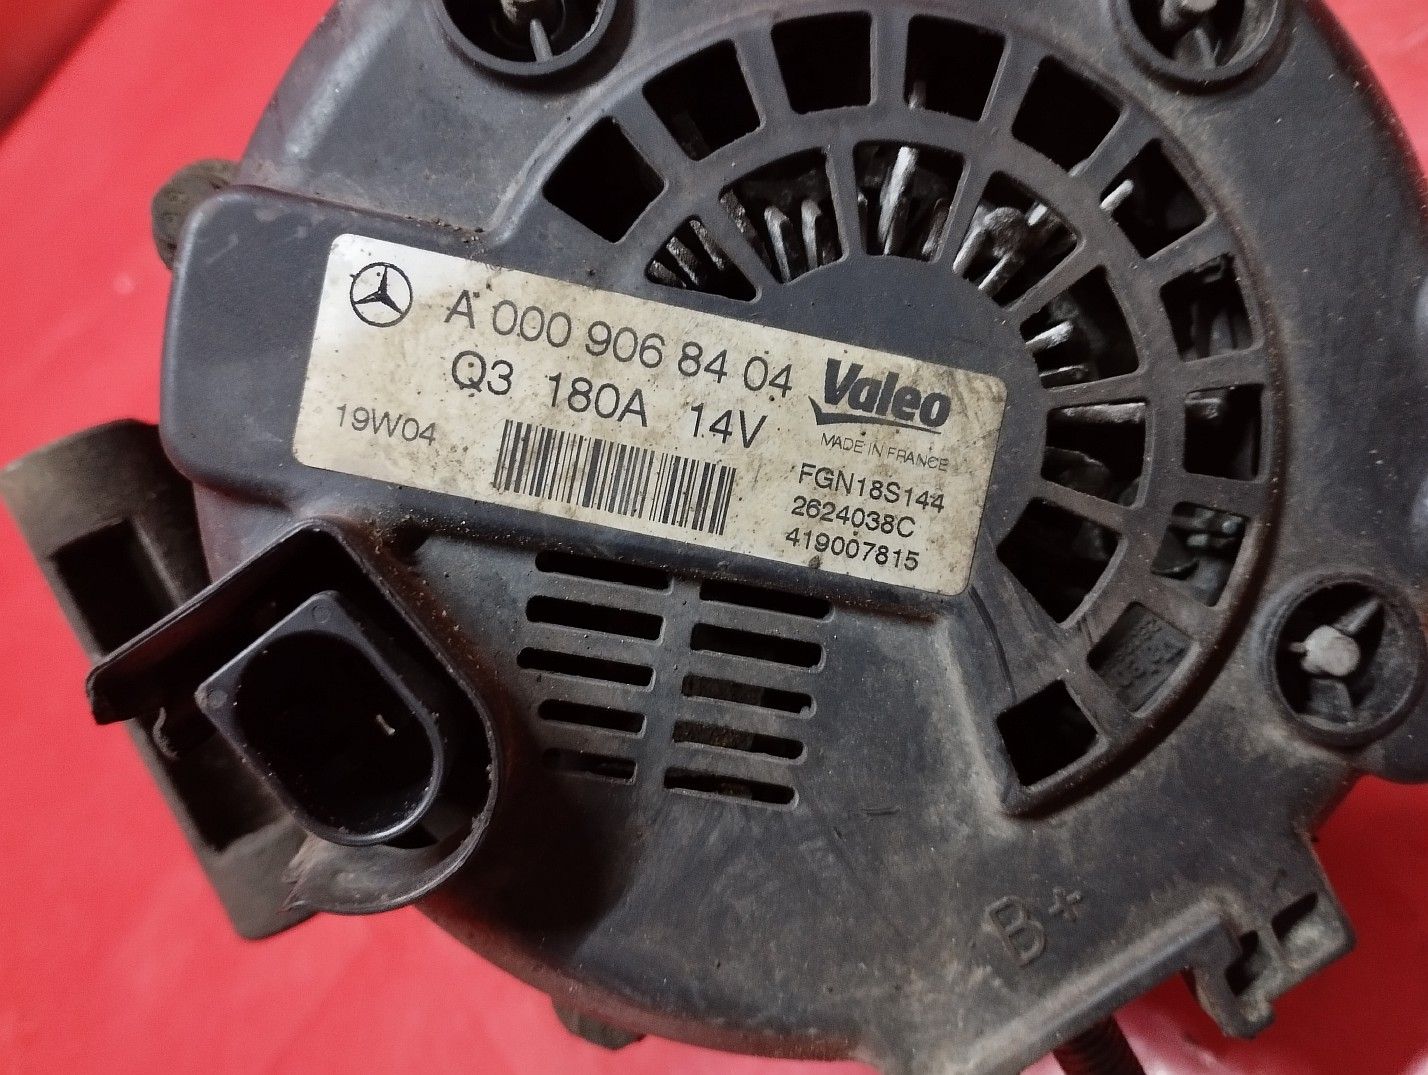 A 000 906 84 04
Q3 180A 14V
19W04
Valeo
MADE IN FRANCE
FGN18S144
2624038C
419007815
B+